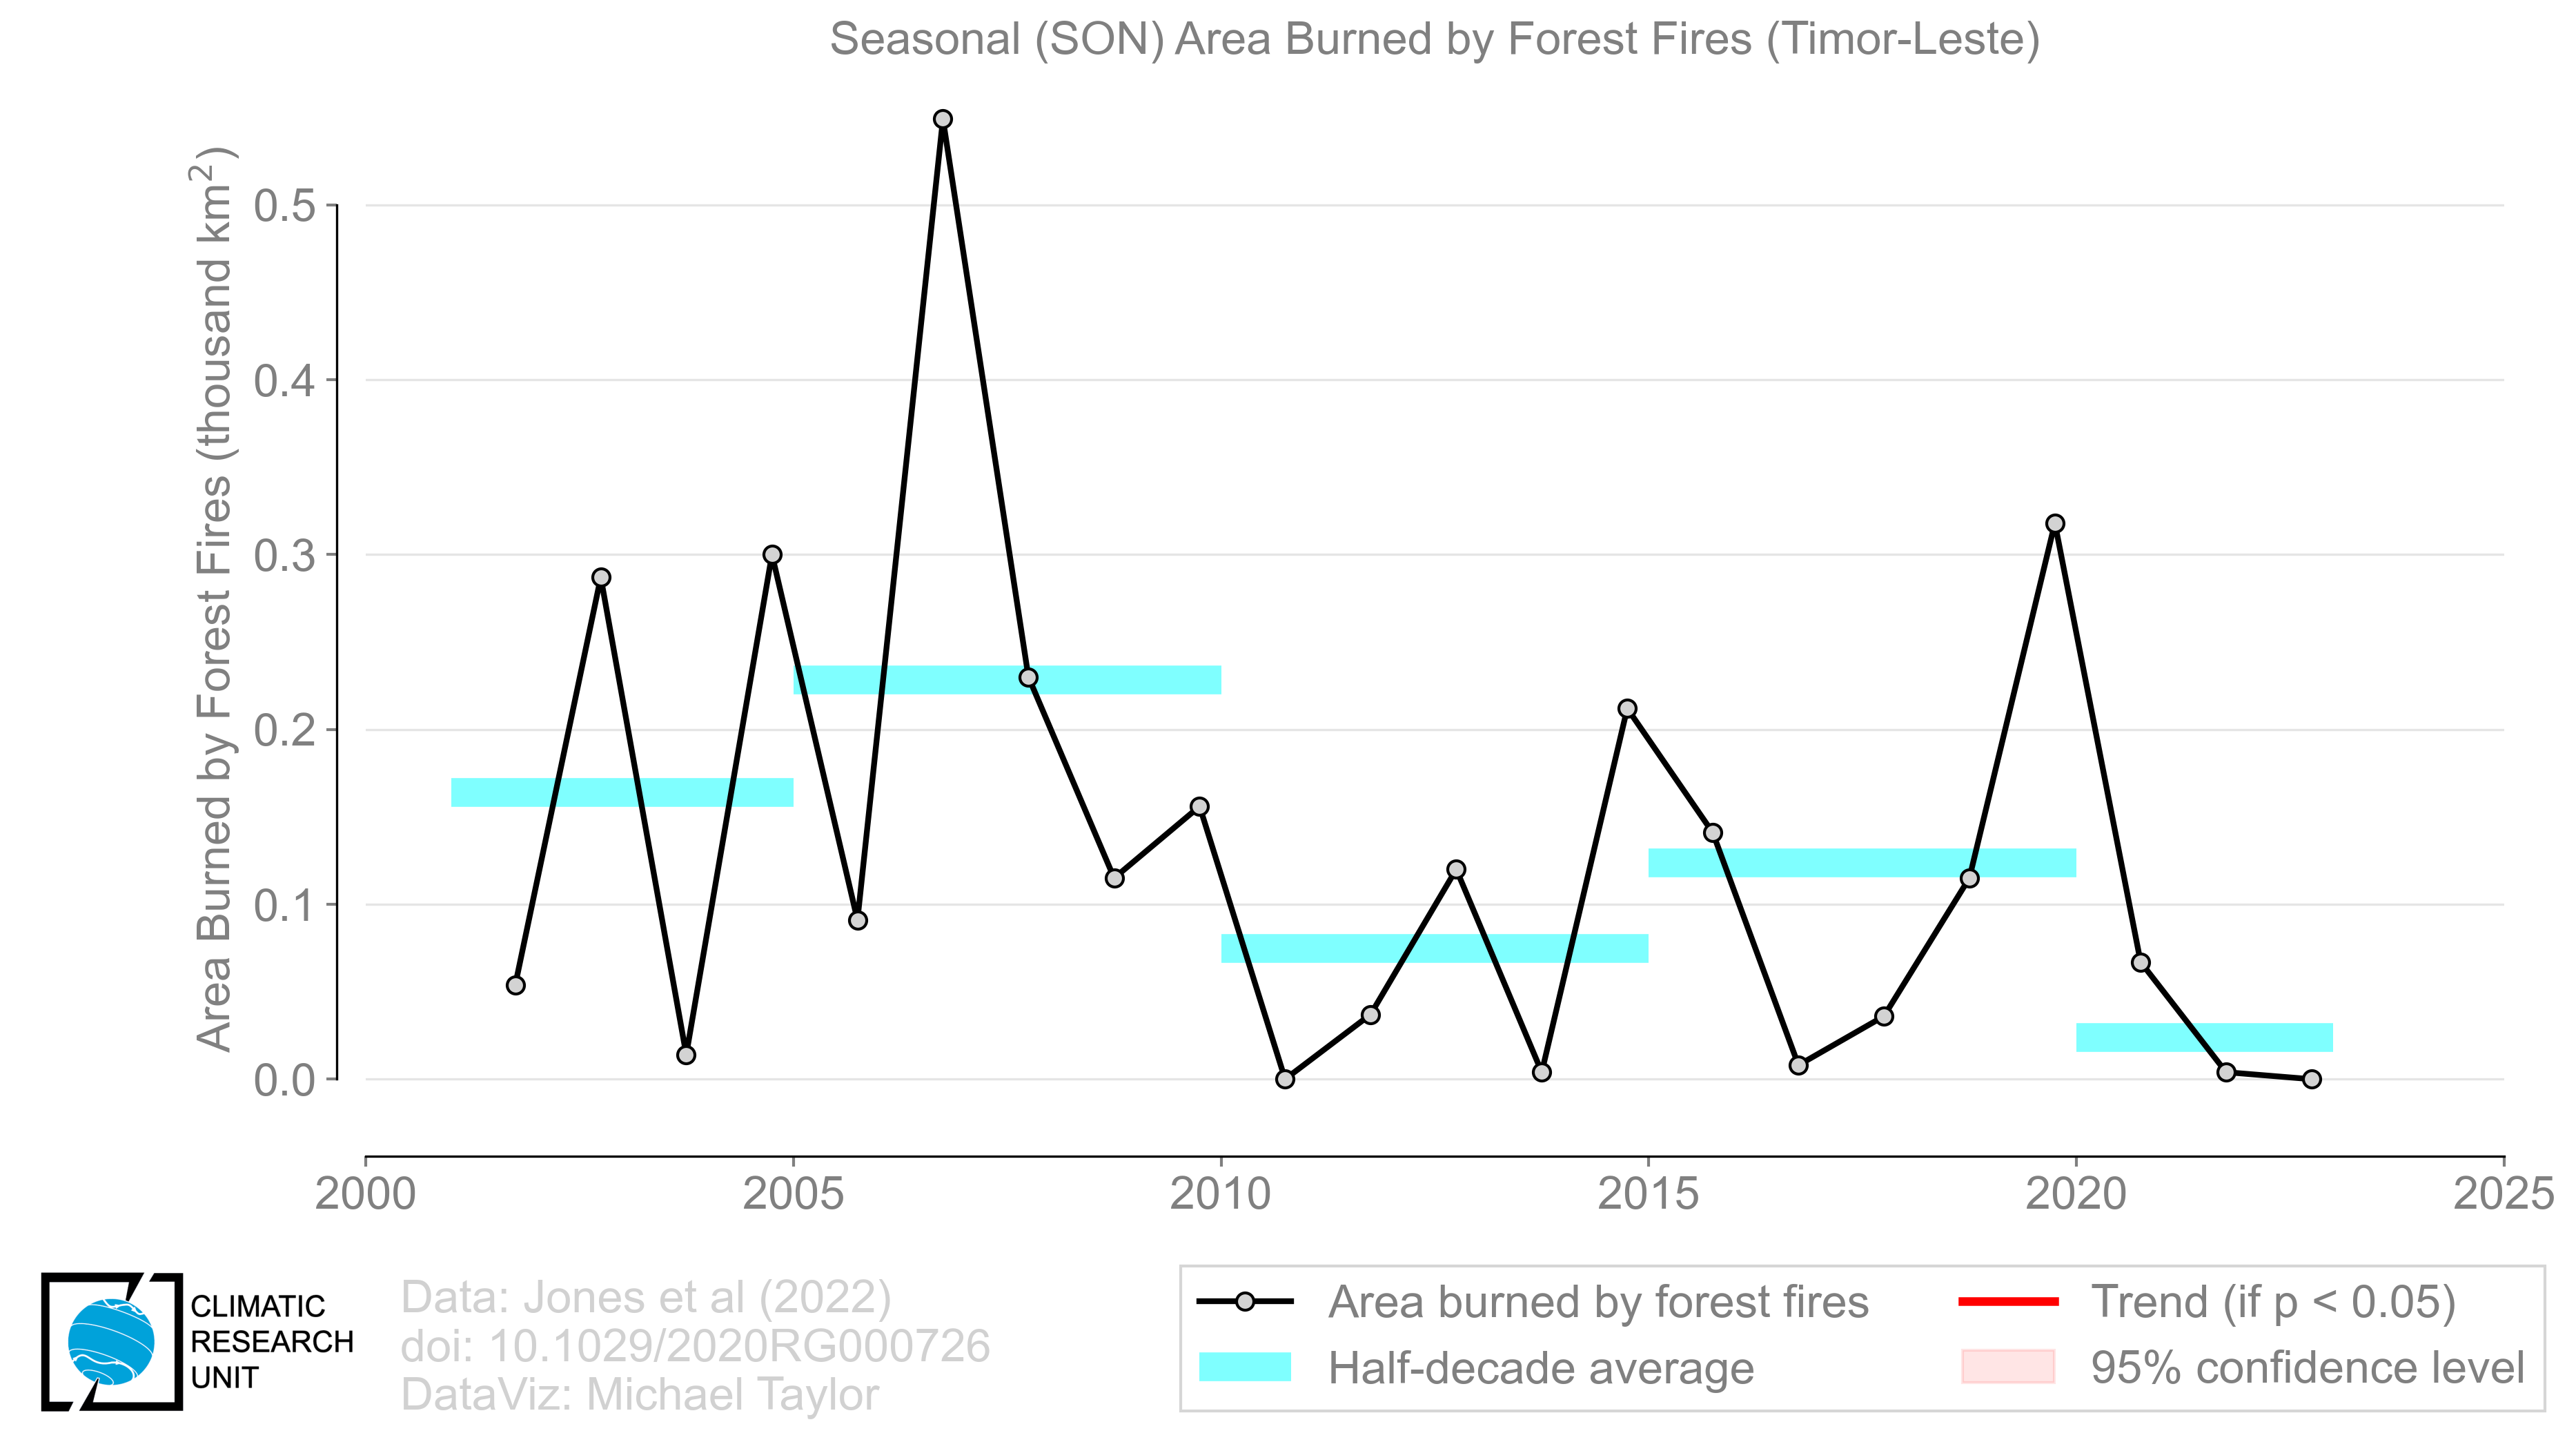 Seasonal (SON) Area Burned by Forest Fires (Timor-Leste)
Area Burned by Forest Fires (thousand km²)
0.5
0.4
0.3
0.2
0.1
0.0
2000 2005 2010 2015 2020 2025
CLIMATIC
RESEARCH
UNIT
Data: Jones et al (2022)
doi: 10.1029/2020RG000726
DataViz: Michael Taylor
Area burned by forest fires
Half-decade average
Trend (if p < 0.05)
95% confidence level